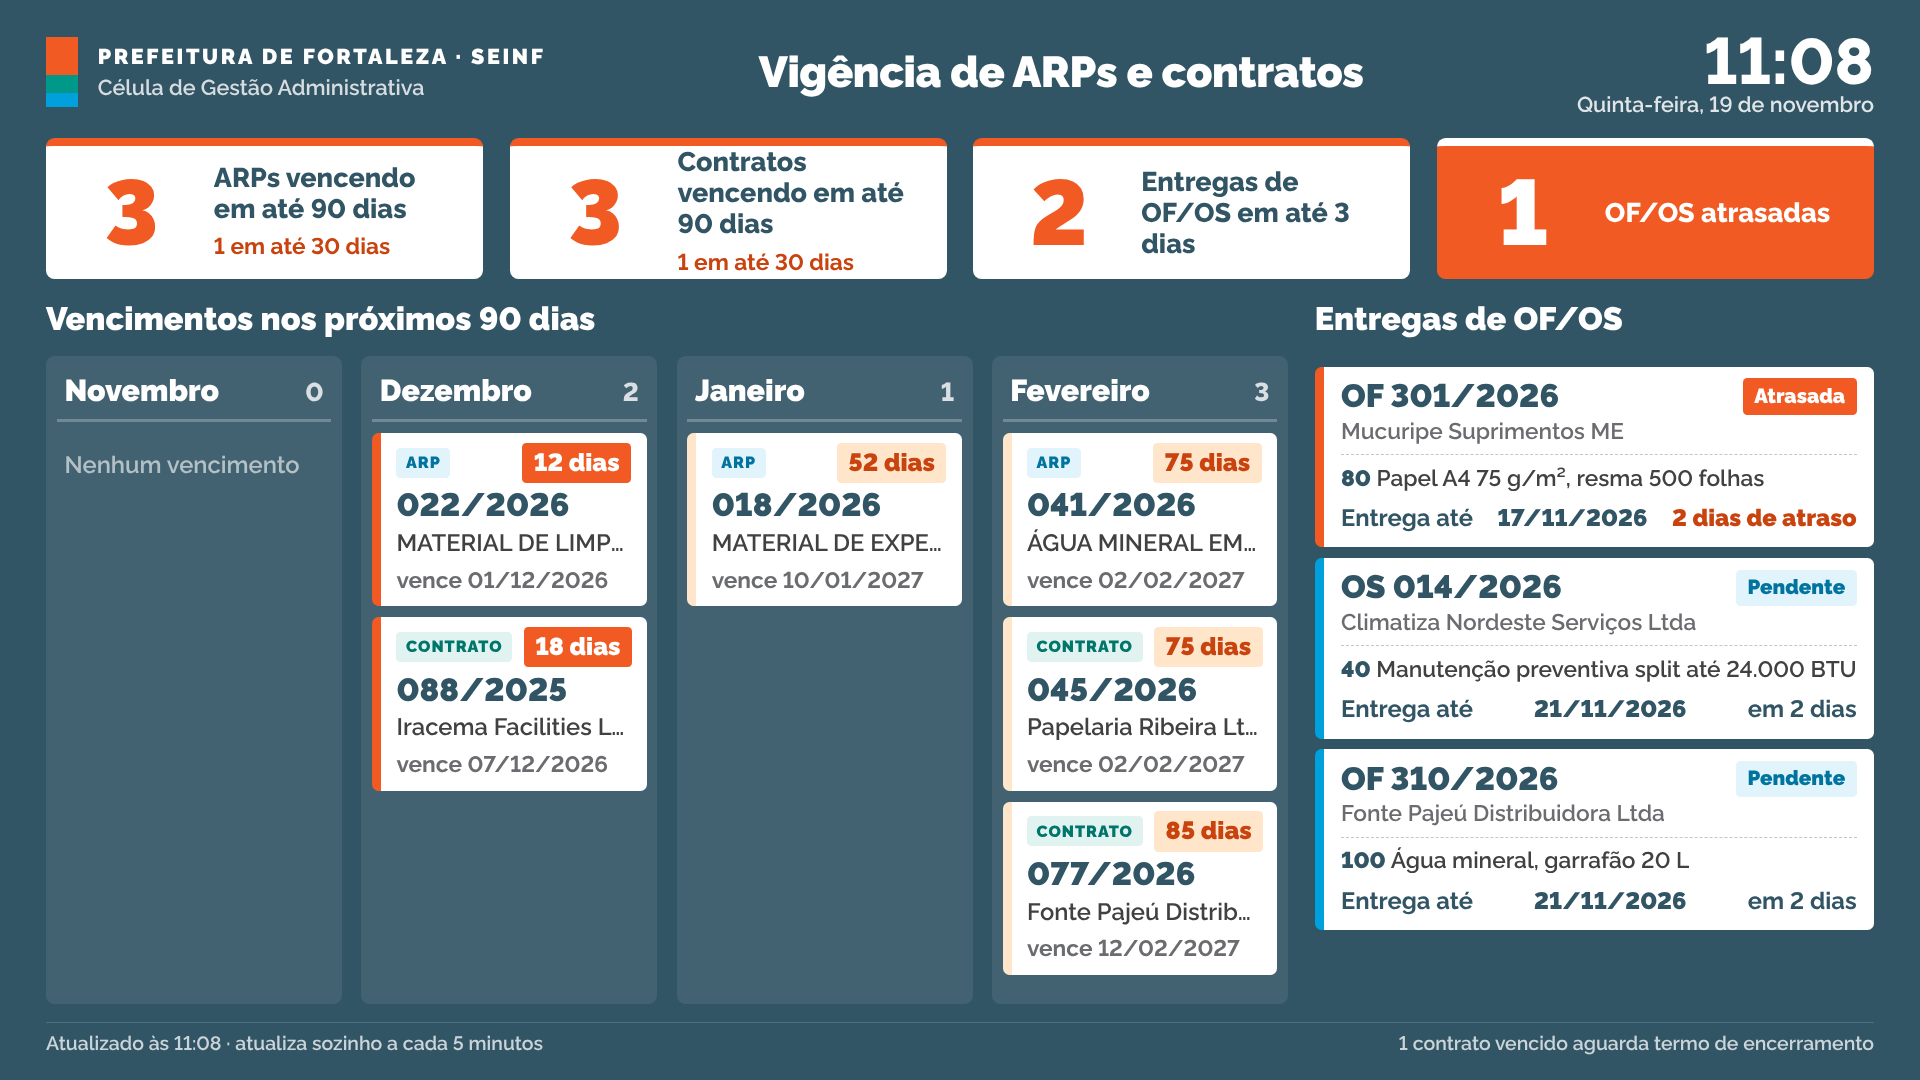 PREFEITURA DE FORTALEZA · SEINF
Célula de Gestão Administrativa
Vigência de ARPs e contratos
11:08
Quinta-feira, 19 de novembro
3
ARPs vencendo
em até 90 dias
1 em até 30 dias
3
Contratos
vencendo em até
90 dias
1 em até 30 dias
2
Entregas de
OF/OS em até 3
dias
1
OF/OS atrasadas
Vencimentos nos próximos 90 dias
Novembro 0
Nenhum vencimento
Dezembro 2
ARP 12 dias
022/2026
MATERIAL DE LIMP...
vence 01/12/2026
CONTRATO 18 dias
088/2025
Iracema Facilities L...
vence 07/12/2026
Janeiro 1
ARP 52 dias
018/2026
MATERIAL DE EXPE...
vence 10/01/2027
Fevereiro 3
ARP 75 dias
041/2026
ÁGUA MINERAL EM...
vence 02/02/2027
CONTRATO 75 dias
045/2026
Papelaria Ribeira Lt...
vence 02/02/2027
CONTRATO 85 dias
077/2026
Fonte Pajeú Distrib...
vence 12/02/2027
Entregas de OF/OS
OF 301/2026 Atrasada
Mucuripe Suprimentos ME
80 Papel A4 75 g/m², resma 500 folhas
Entrega até 17/11/2026 2 dias de atraso
OS 014/2026 Pendente
Climatiza Nordeste Serviços Ltda
40 Manutenção preventiva split até 24.000 BTU
Entrega até 21/11/2026 em 2 dias
OF 310/2026 Pendente
Fonte Pajeú Distribuidora Ltda
100 Água mineral, garrafão 20 L
Entrega até 21/11/2026 em 2 dias
Atualizado às 11:08 · atualiza sozinho a cada 5 minutos
1 contrato vencido aguarda termo de encerramento